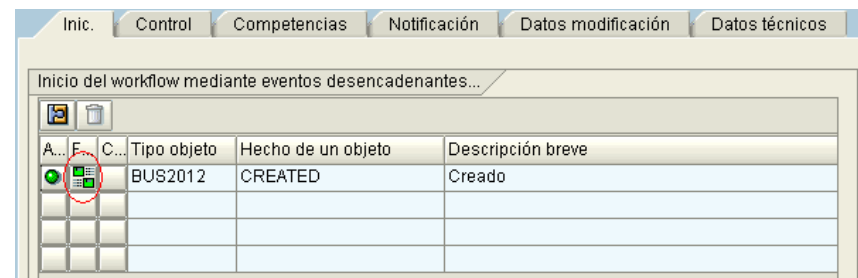 Inic. Control Competencias Notificación Datos modificación Datos técnicos
Inicio del workflow mediante eventos desencadenantes...
A... F... C... Tipo objeto Hecho de un objeto Descripción breve
BUS2012 CREATED Creado